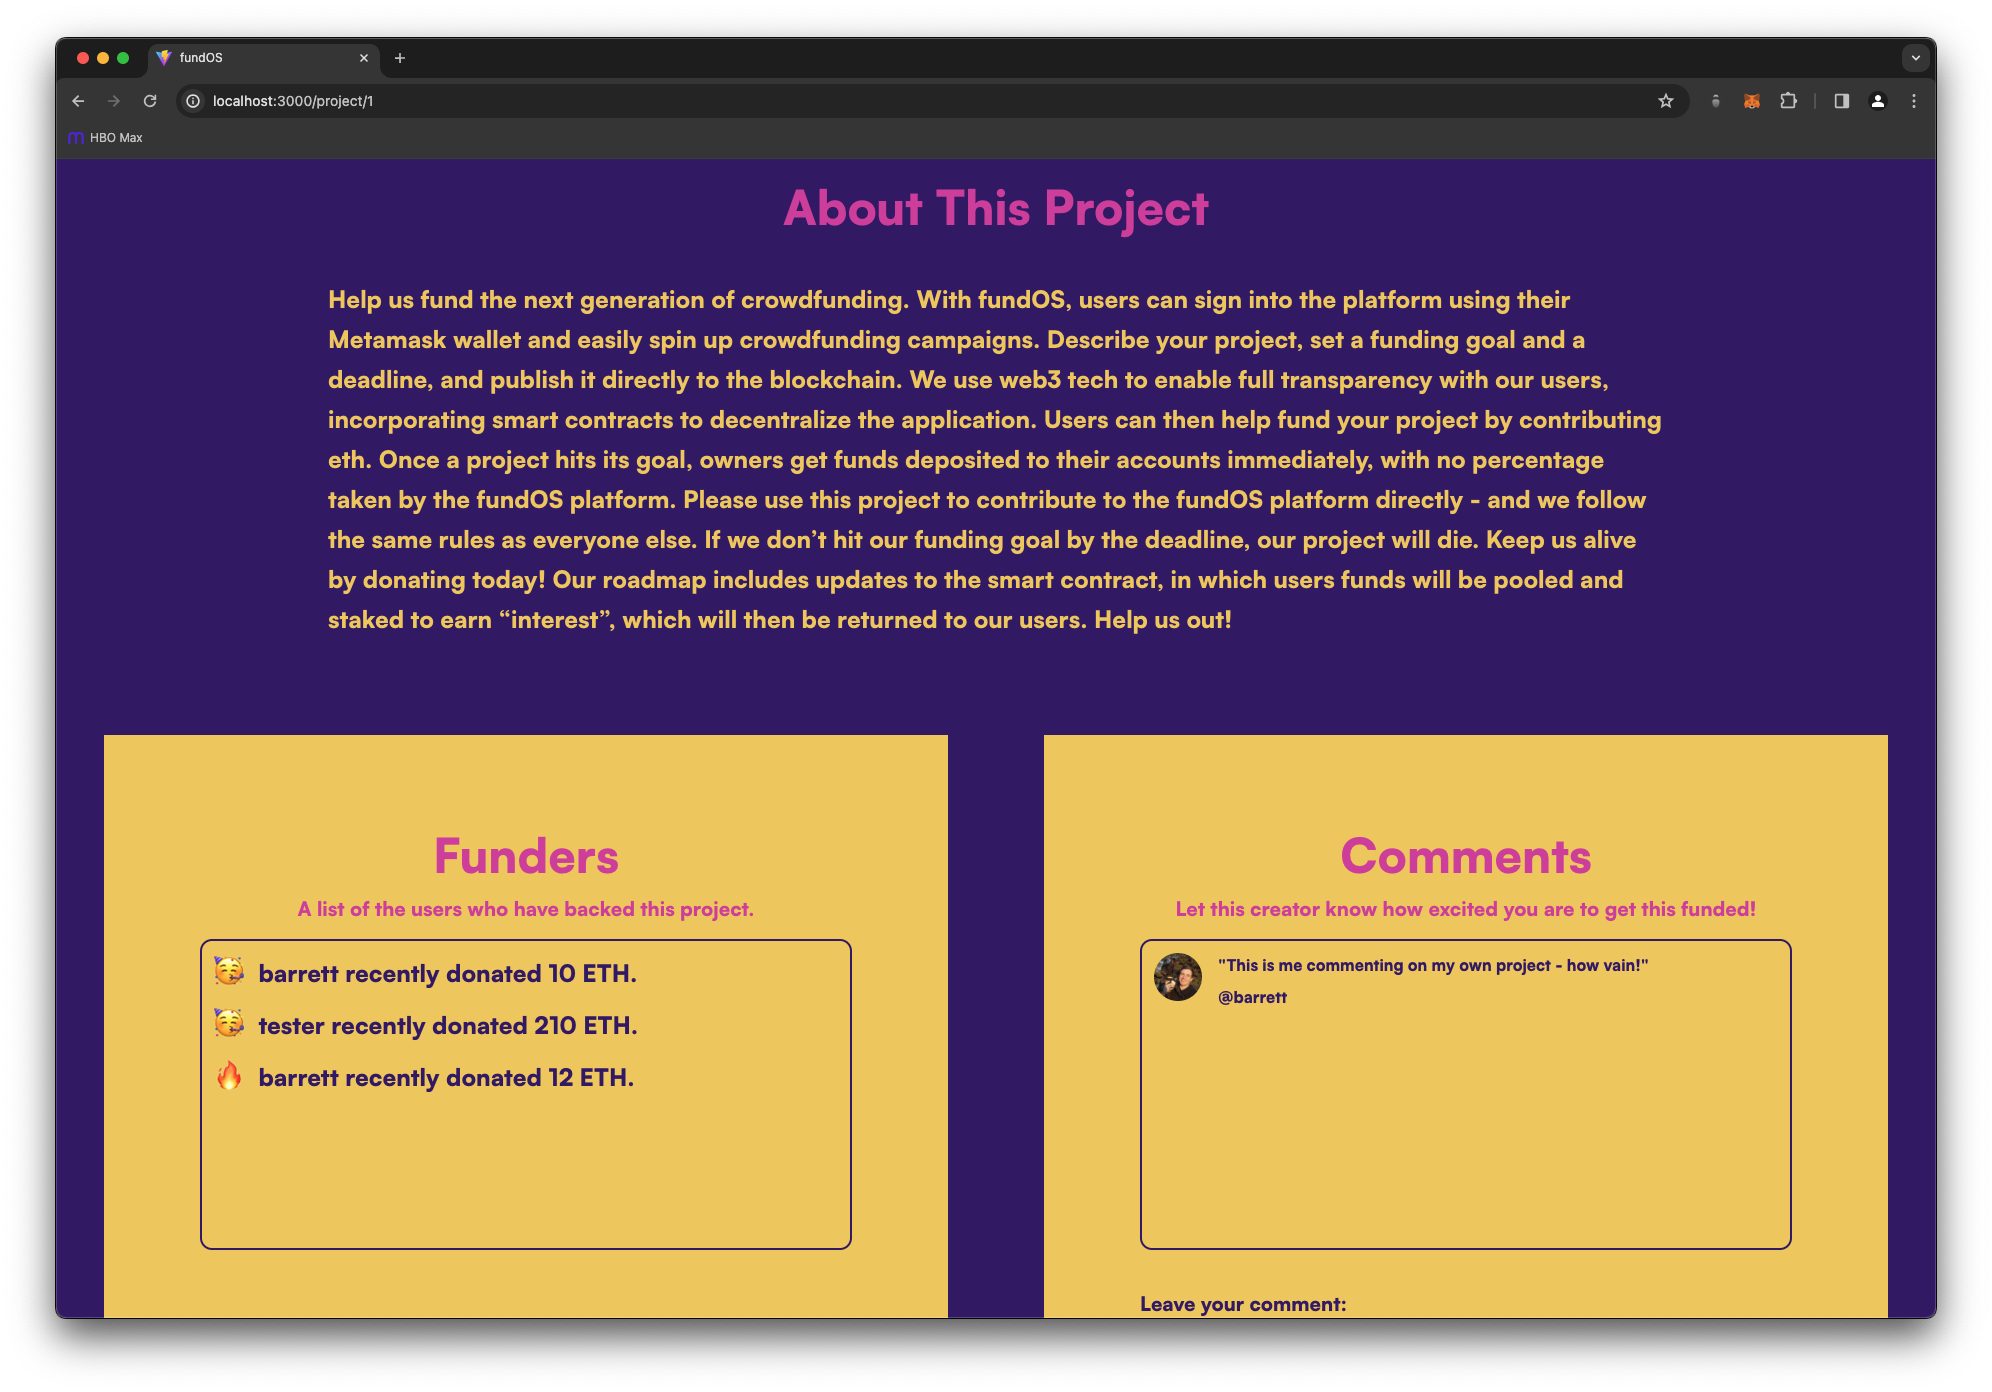 fundOS
localhost:3000/project/1
HBO Max
About This Project
Help us fund the next generation of crowdfunding. With fundOS, users can sign into the platform using their
Metamask wallet and easily spin up crowdfunding campaigns. Describe your project, set a funding goal and a
deadline, and publish it directly to the blockchain. We use web3 tech to enable full transparency with our users,
incorporating smart contracts to decentralize the application. Users can then help fund your project by contributing
eth. Once a project hits its goal, owners get funds deposited to their accounts immediately, with no percentage
taken by the fundOS platform. Please use this project to contribute to the fundOS platform directly - and we follow
the same rules as everyone else. If we don’t hit our funding goal by the deadline, our project will die. Keep us alive
by donating today! Our roadmap includes updates to the smart contract, in which users funds will be pooled and
staked to earn “interest”, which will then be returned to our users. Help us out!
Funders
A list of the users who have backed this project.
barrett recently donated 10 ETH.
tester recently donated 210 ETH.
barrett recently donated 12 ETH.
Comments
Let this creator know how excited you are to get this funded!
"This is me commenting on my own project - how vain!"
@barrett
Leave your comment: